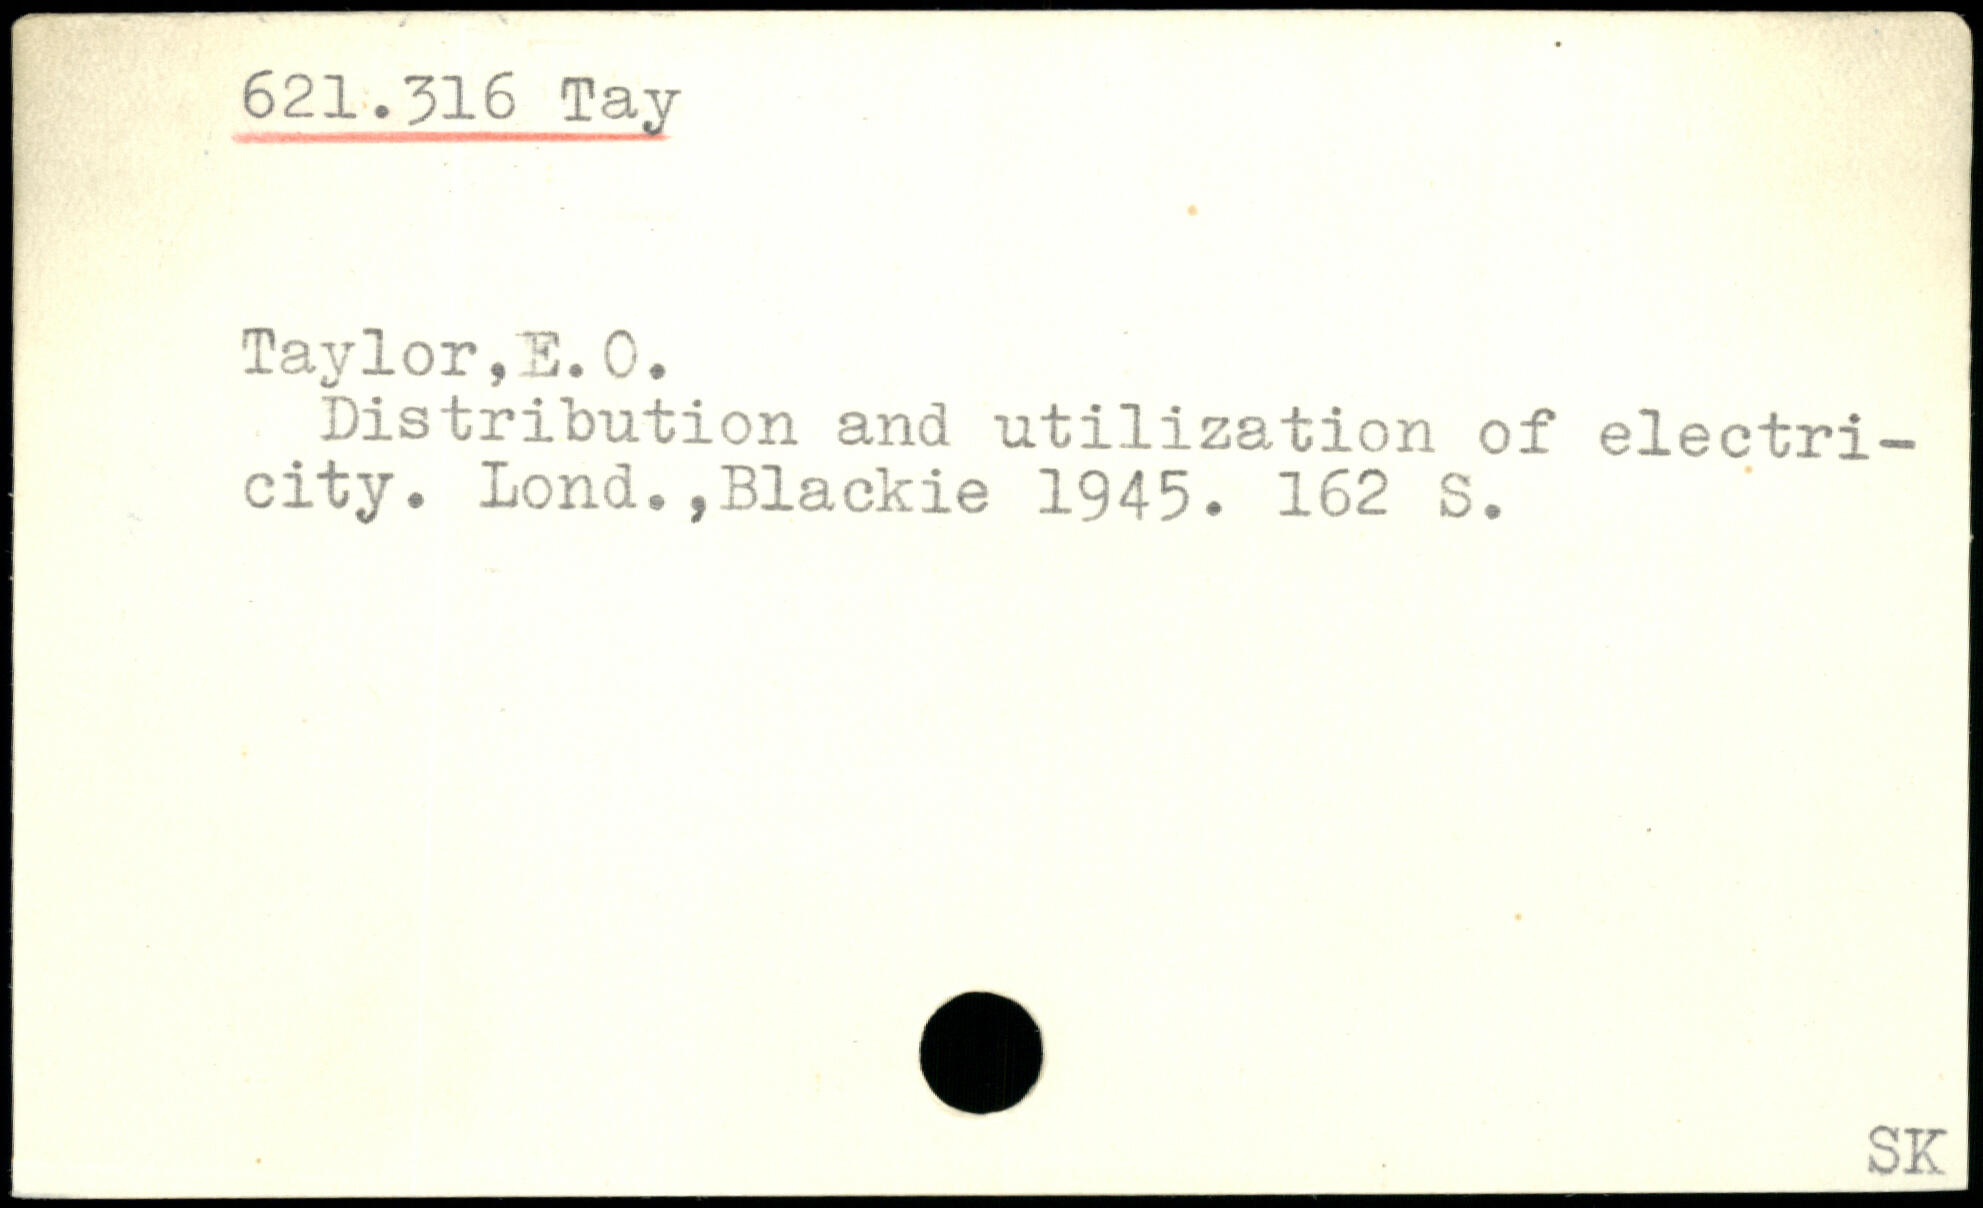 621.316 Tay
Taylor,E.O.
Distribution and utilization of electri-
city. Lond.,Blackie 1945. 162 S.
SK